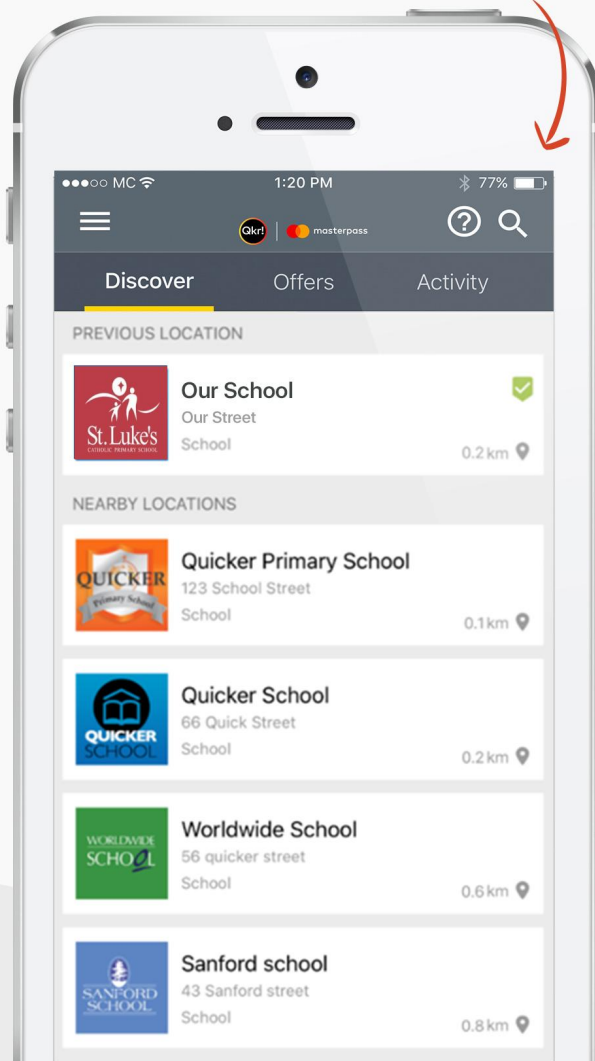 MC 1:20 PM 77%
Qkr! masterpass
Discover Offers Activity
PREVIOUS LOCATION
St. Luke's
CATHOLIC PRIMARY SCHOOL
Our School
Our Street
School
0.2 km
NEARBY LOCATIONS
QUICKER
Primary School
Quicker Primary School
123 School Street
School
0.1 km
QUICKER
SCHOOL
Quicker School
66 Quick Street
School
0.2 km
WORLDWIDE
SCHOOL
Worldwide School
56 quicker street
School
0.6 km
SANFORD
SCHOOL
Sanford school
43 Sanford street
School
0.8 km